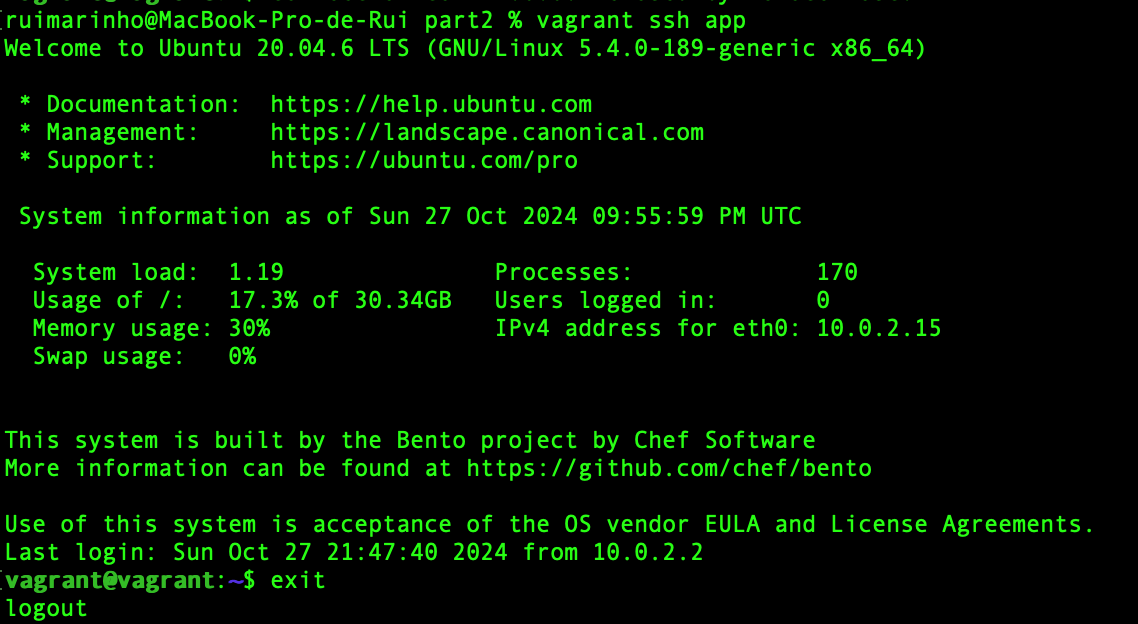 ruimarinho@MacBook-Pro-de-Rui part2 % vagrant ssh app
Welcome to Ubuntu 20.04.6 LTS (GNU/Linux 5.4.0-189-generic x86_64)
* Documentation: https://help.ubuntu.com
* Management: https://landscape.canonical.com
* Support: https://ubuntu.com/pro
System information as of Sun 27 Oct 2024 09:55:59 PM UTC
System load: 1.19 Processes: 170
Usage of /: 17.3% of 30.34GB Users logged in: 0
Memory usage: 30% IPv4 address for eth0: 10.0.2.15
Swap usage: 0%
This system is built by the Bento project by Chef Software
More information can be found at https://github.com/chef/bento
Use of this system is acceptance of the OS vendor EULA and License Agreements.
Last login: Sun Oct 27 21:47:40 2024 from 10.0.2.2
vagrant@vagrant:~$ exit
logout